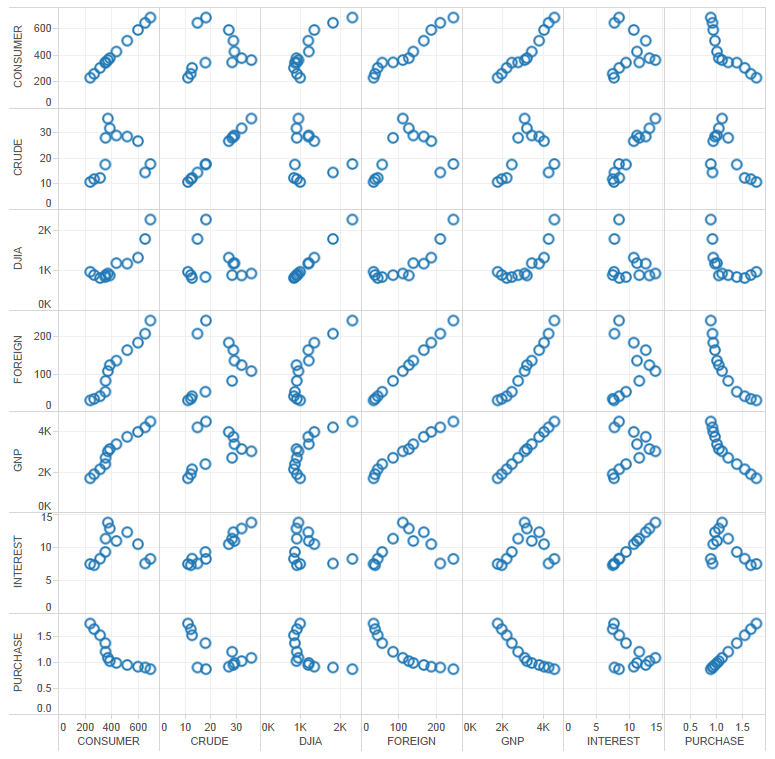 CONSUMER
600
400
200
0
CRUDE
30
20
10
0
DJIA
2K
1K
0K
FOREIGN
200
100
0
GNP
4K
2K
0K
INTEREST
15
10
5
0
PURCHASE
1.5
1.0
0.5
0.0
0 200 400 600 0 10 20 30 0K 1K 2K 0 100 200 0K 2K 4K 0 5 10 15 0.5 1.0 1.5
CONSUMER CRUDE DJIA FOREIGN GNP INTEREST PURCHASE